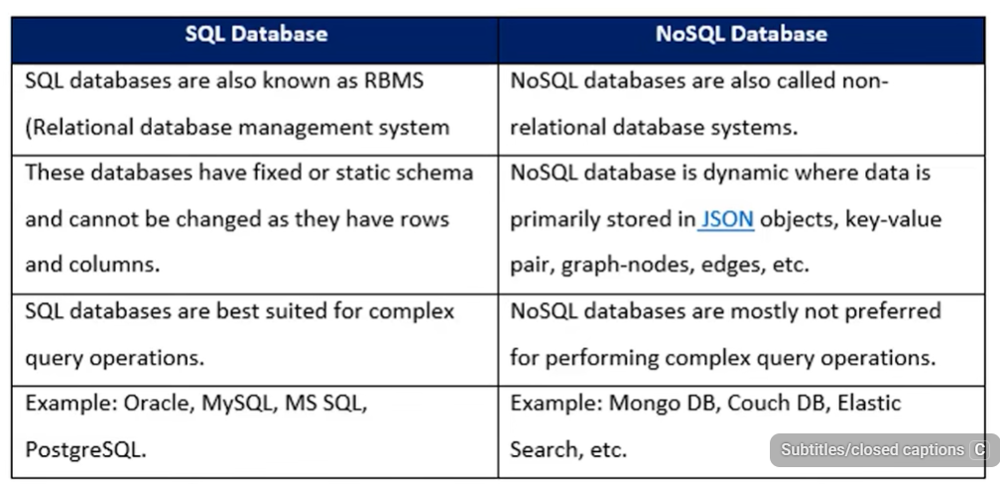 SQL Database
NoSQL Database
SQL databases are also known as RBMS
(Relational database management system
NoSQL databases are also called non-
relational database systems.
These databases have fixed or static schema
and cannot be changed as they have rows
and columns.
NoSQL database is dynamic where data is
primarily stored in JSON objects, key-value
pair, graph-nodes, edges, etc.
SQL databases are best suited for complex
query operations.
NoSQL databases are mostly not preferred
for performing complex query operations.
Example: Oracle, MySQL, MS SQL,
PostgreSQL.
Example: Mongo DB, Couch DB, Elastic
Search, etc.
Subtitles/closed captions C